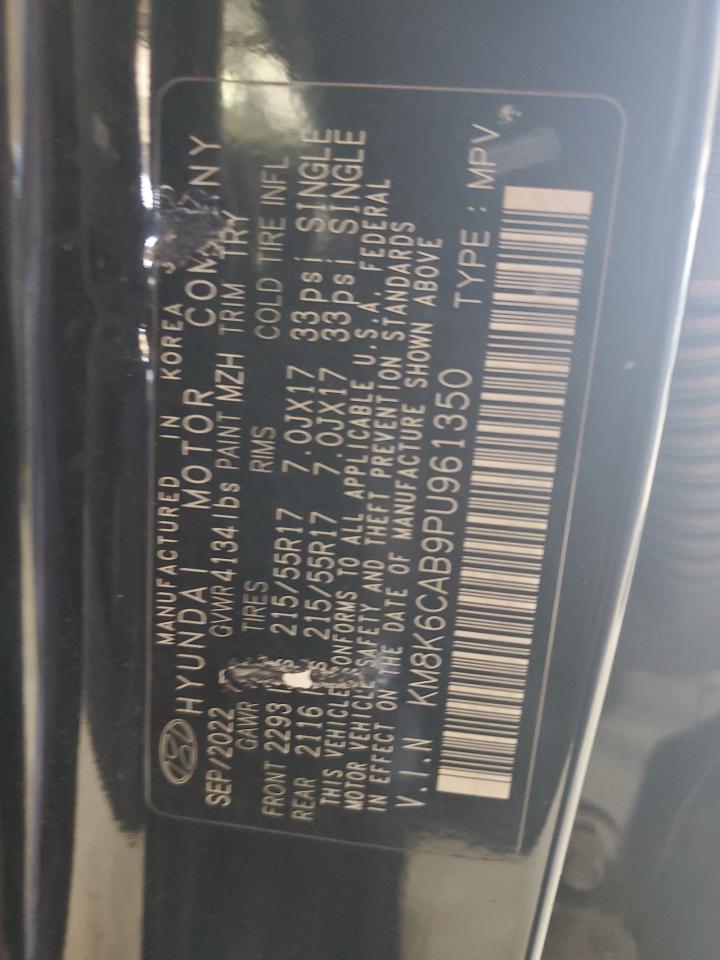 MANUFACTURED IN KOREA
HYUNDAI MOTOR
SEP/2022 GVWR 4134 lbs PAINT MZH TRIM TRY
GAWR TIRES RIMS COLD TIRE INFL
FRONT 2293 215/55R17 7.0JX17 33psi SINGLE
REAR 2116 215/55R17 7.0JX17 33psi SINGLE
THIS VEHICLE CONFORMS TO ALL APPLICABLE U.S.A. FEDERAL
MOTOR VEHICLE SAFETY AND THEFT PREVENTION STANDARDS
IN EFFECT ON THE DATE OF MANUFACTURE SHOWN ABOVE
V.I.N KM8K6CAB9PU961350 TYPE : MPV